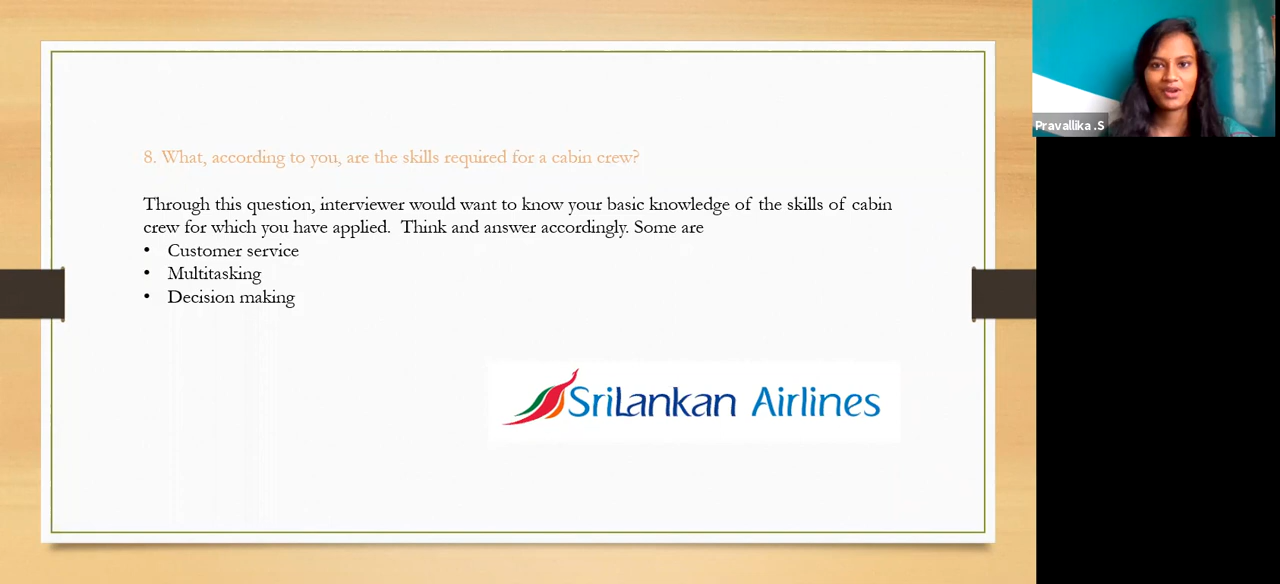 8. What, according to you, are the skills required for a cabin crew?
Through this question, interviewer would want to know your basic knowledge of the skills of cabin
crew for which you have applied. Think and answer accordingly. Some are
• Customer service
• Multitasking
• Decision making
SriLankan Airlines
Pravallika .S